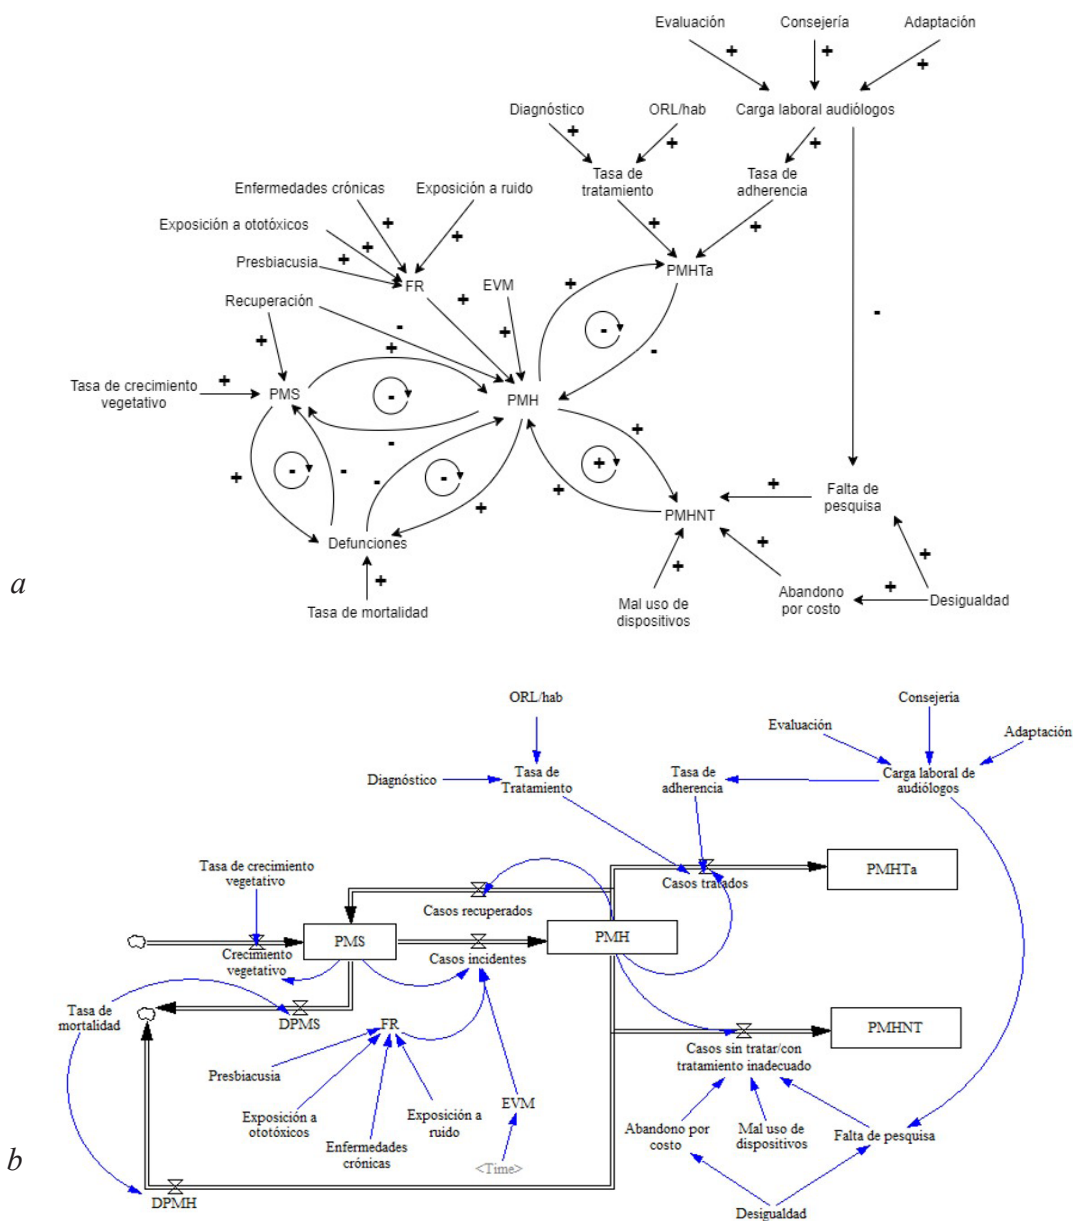 Evaluación
Consejería
Adaptación
+
+
+
Diagnóstico
ORL/hab
Carga laboral audiólogos
+
+
+
Tasa de
tratamiento
Tasa de
adherencia
Enfermedades crónicas
Exposición a ruido
+
+
Exposición a ototóxicos
+
+
+
Presbiacusia
+
PMHTa
FR
EVM
+
Recuperación
+
+
-
-
-
+
+
-
Tasa de crecimiento
vegetativo
+
PMS
-
PMH
-
+
+
-
-
-
+
+
-
+
+
Falta de
pesquisa
PMHNT
Defunciones
+
+
+
+
+
Abandono
por costo
Desigualdad
a
Tasa de mortalidad
Mal uso de
dispositivos
ORL/hab
Consejería
Evaluación
Adaptación
Diagnóstico
Tasa de
Tratamiento
Tasa de
adherencia
Carga laboral de
audiólogos
Tasa de crecimiento
vegetativo
Casos tratados
PMHTa
Casos recuperados
PMS
PMH
Crecimiento
vegetativo
Casos incidentes
Tasa de
mortalidad
DPMS
FR
PMHNT
Casos sin tratar/con
tratamiento inadecuado
Presbiacusia
EVM
Exposición a
ototóxicos
Exposición a
ruido
Abandono por
costo
Mal uso de
dispositivos
Falta de pesquisa
Enfermedades
crónicas
b
<Time>
DPMH
Desigualdad